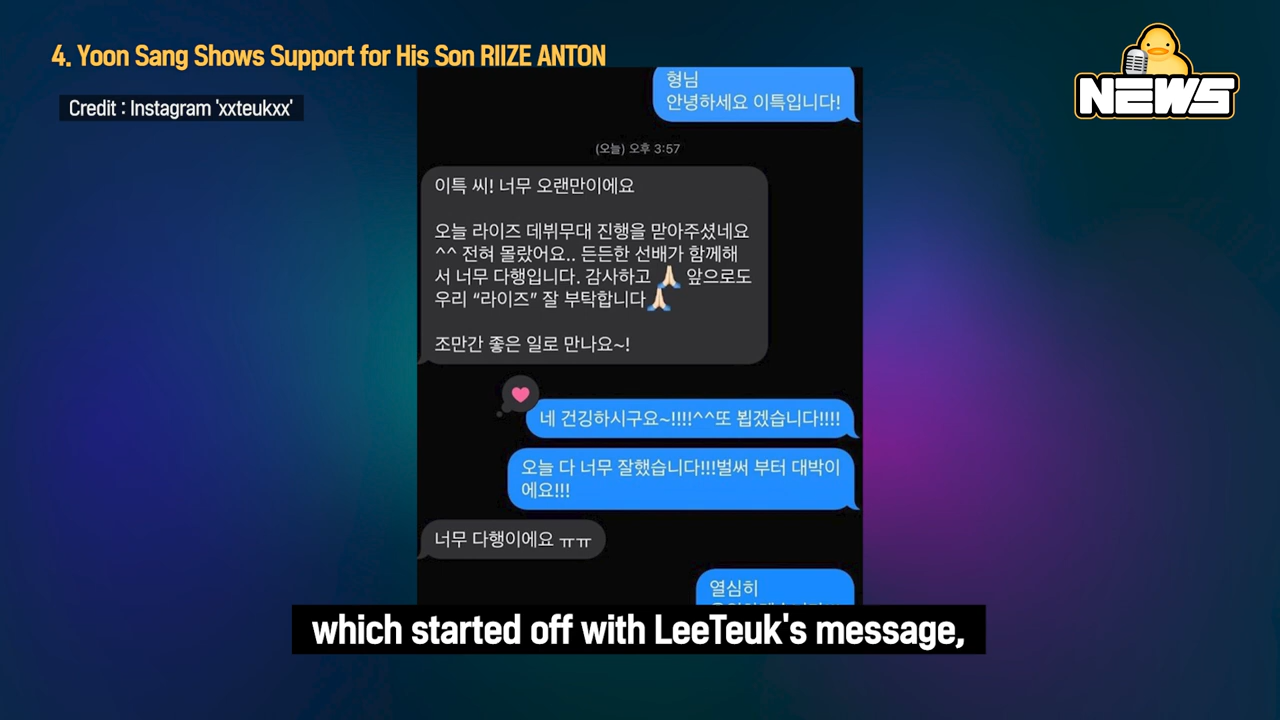 4. Yoon Sang Shows Support for His Son RIIZE ANTON
Credit : Instagram 'xxteukxx'
NEWS
형님
안녕하세요 이특입니다!
(오늘) 오후 3:57
이특 씨! 너무 오랜만이에요
오늘 라이즈 데뷔무대 진행을 맡아주셨네요
^^ 전혀 몰랐어요.. 든든한 선배가 함께해
서 너무 다행입니다. 감사하고 🙏🏻 앞으로도
우리 “라이즈” 잘 부탁합니다🙏🏻
조만간 좋은 일로 만나요~!
네 건깅하시구요~!!!!^^또 뵙겠습니다!!!!
오늘 다 너무 잘했습니다!!!벌써 부터 대박이
에요!!!
너무 다행이에요 ㅠㅠ
열심히
which started off with LeeTeuk's message,